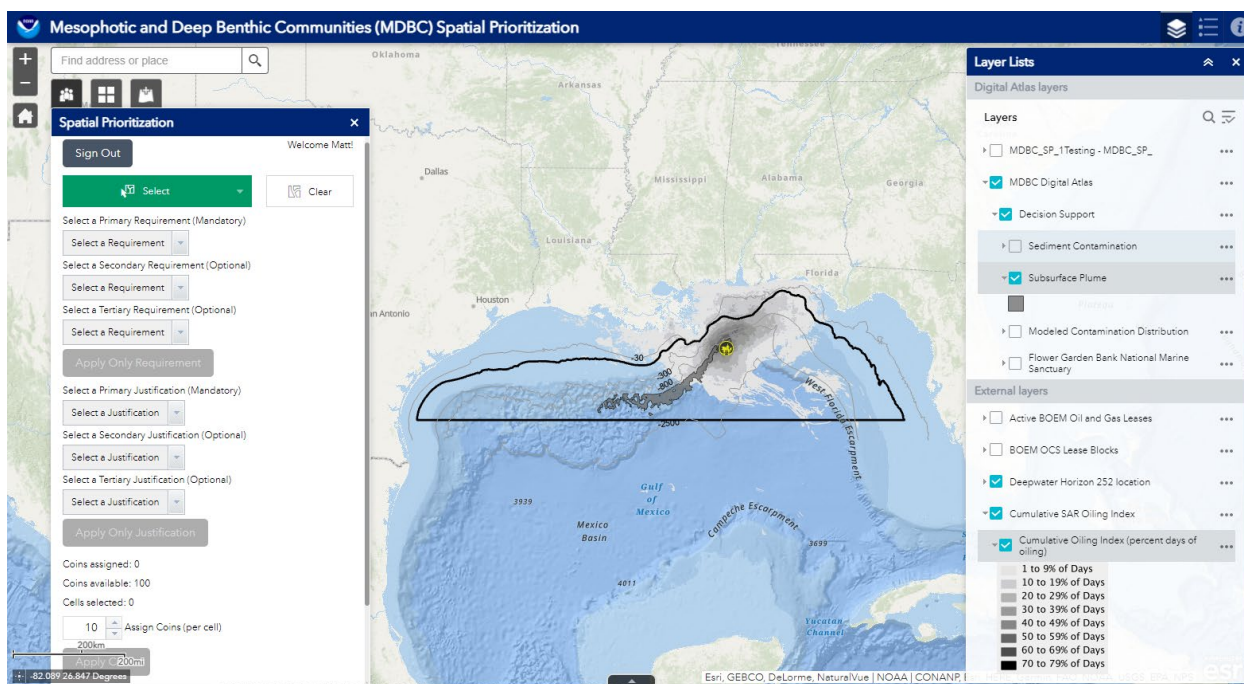 Mesophotic and Deep Benthic Communities (MDBC) Spatial Prioritization
+
−
Find address or place
Spatial Prioritization ×
Welcome Matt!
Sign Out
Select
Clear
Select a Primary Requirement (Mandatory)
Select a Requirement
Select a Secondary Requirement (Optional)
Select a Requirement
Select a Tertiary Requirement (Optional)
Select a Requirement
Apply Only Requirement
Select a Primary Justification (Mandatory)
Select a Justification
Select a Secondary Justification (Optional)
Select a Justification
Select a Tertiary Justification (Optional)
Select a Justification
Apply Only Justification
Coins assigned: 0
Coins available: 100
Cells selected: 0
10 Assign Coins (per cell)
200km
200mi
-82.089 26.847 Degrees
Oklahoma
Arkansas
Tennessee
Dallas
Mississippi
Alabama
Georgia
Louisiana
Florida
Houston
n Antonio
-30
-300
-800
-2500
West Florida Escarpment
Gulf
of
Mexico
3939
Mexico
Basin
Campeche Escarpment
3699
4011
Yucatan
Channel
Esri, GEBCO, DeLorme, NaturalVue | NOAA | CONANP, E
Layer Lists ×
Digital Atlas layers
Layers
MDBC_SP_1Testing - MDBC_SP_ •••
MDBC Digital Atlas •••
Decision Support •••
Sediment Contamination •••
Subsurface Plume •••
Modeled Contamination Distribution •••
Flower Garden Bank National Marine
Sanctuary •••
External layers
Active BOEM Oil and Gas Leases •••
BOEM OCS Lease Blocks •••
Deepwater Horizon 252 location •••
Cumulative SAR Oiling Index •••
Cumulative Oiling Index (percent days of
oiling) •••
1 to 9% of Days
10 to 19% of Days
20 to 29% of Days
30 to 39% of Days
40 to 49% of Days
50 to 59% of Days
60 to 69% of Days
70 to 79% of Days
esri